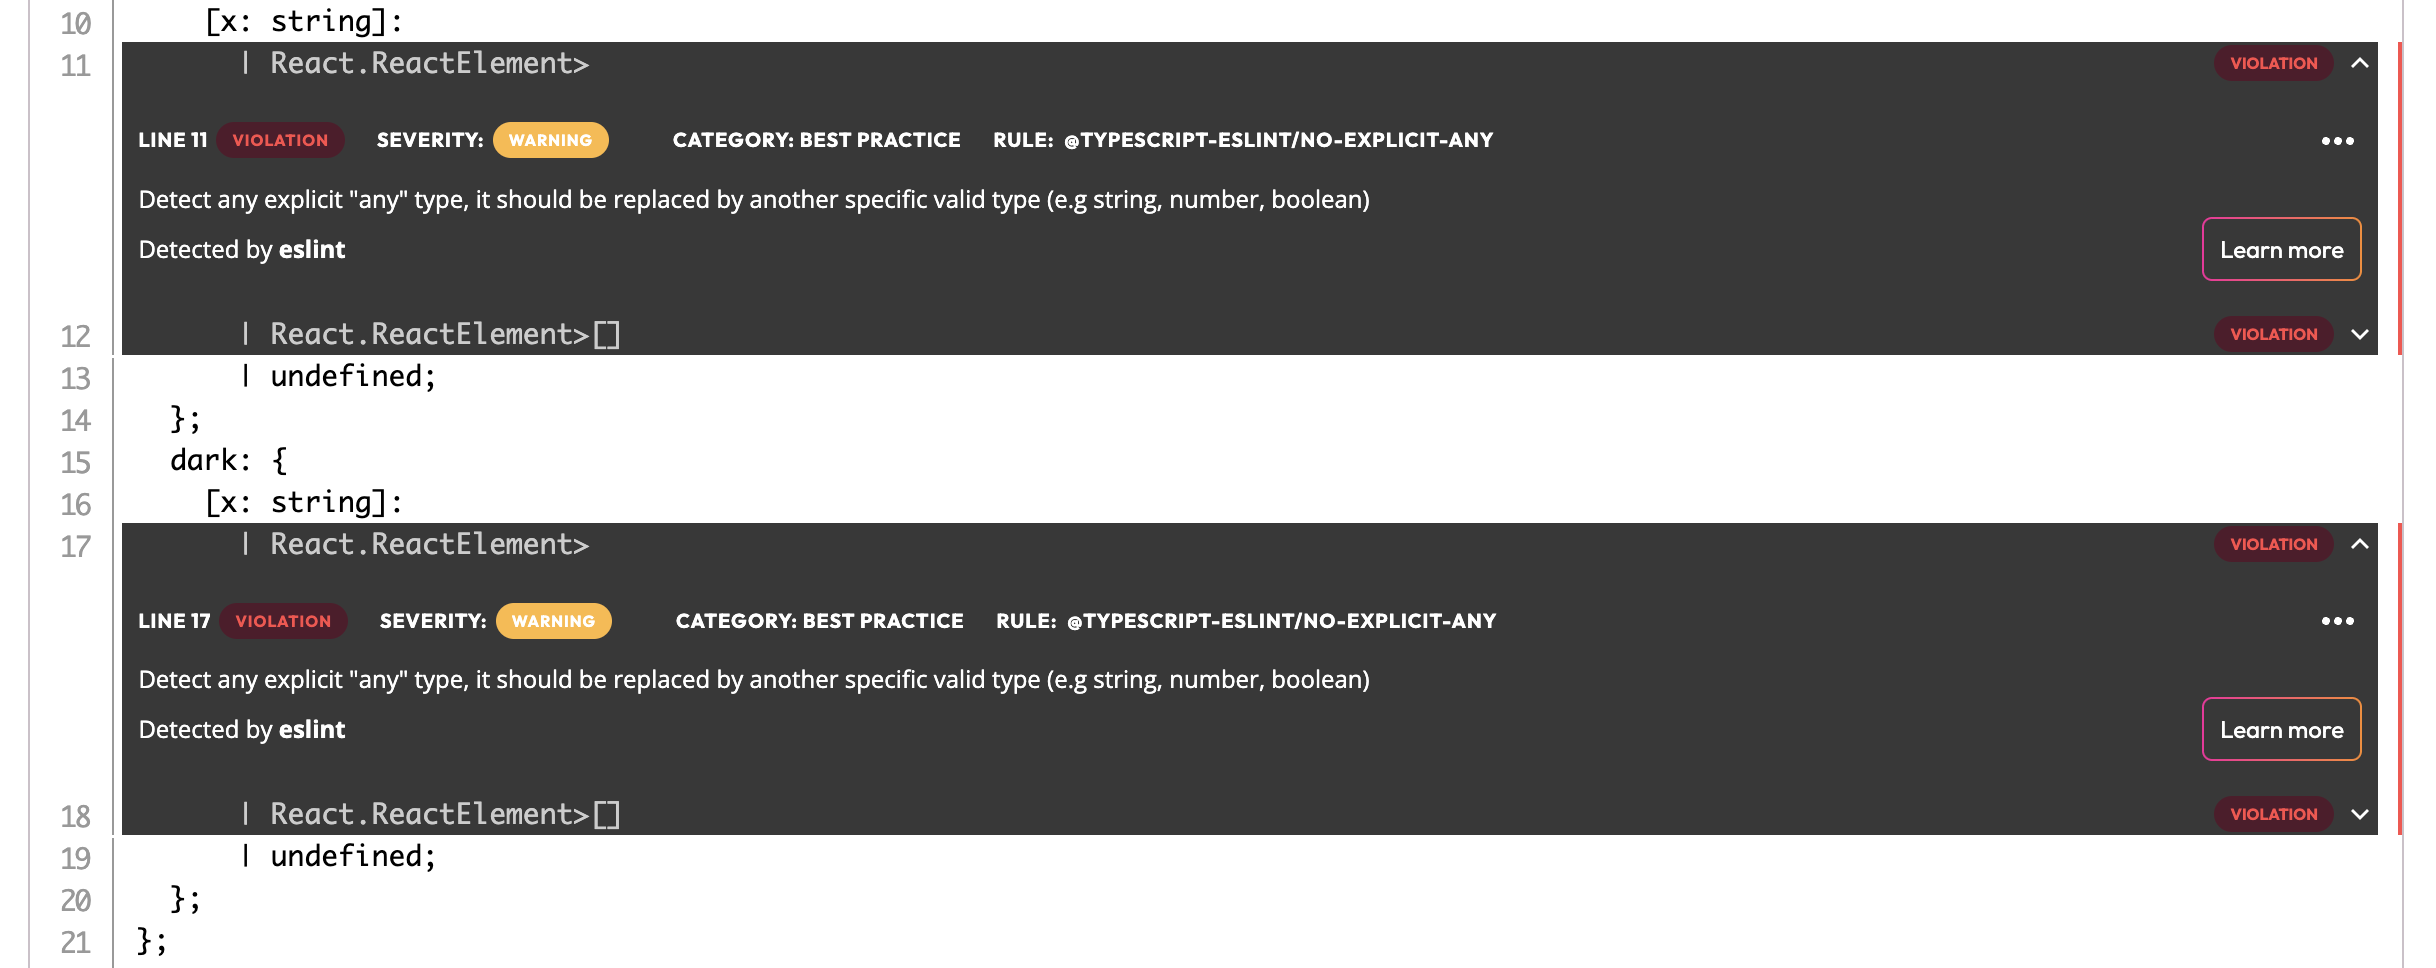 10 [x: string]:
11 | React.ReactElement> VIOLATION
LINE 11 VIOLATION SEVERITY: WARNING CATEGORY: BEST PRACTICE RULE: @TYPESCRIPT-ESLINT/NO-EXPLICIT-ANY
Detect any explicit "any" type, it should be replaced by another specific valid type (e.g string, number, boolean)
Detected by eslint
Learn more
12 | React.ReactElement>[] VIOLATION
13 | undefined;
14 };
15 dark: {
16 [x: string]:
17 | React.ReactElement> VIOLATION
LINE 17 VIOLATION SEVERITY: WARNING CATEGORY: BEST PRACTICE RULE: @TYPESCRIPT-ESLINT/NO-EXPLICIT-ANY
Detect any explicit "any" type, it should be replaced by another specific valid type (e.g string, number, boolean)
Detected by eslint
Learn more
18 | React.ReactElement>[] VIOLATION
19 | undefined;
20 };
21 };